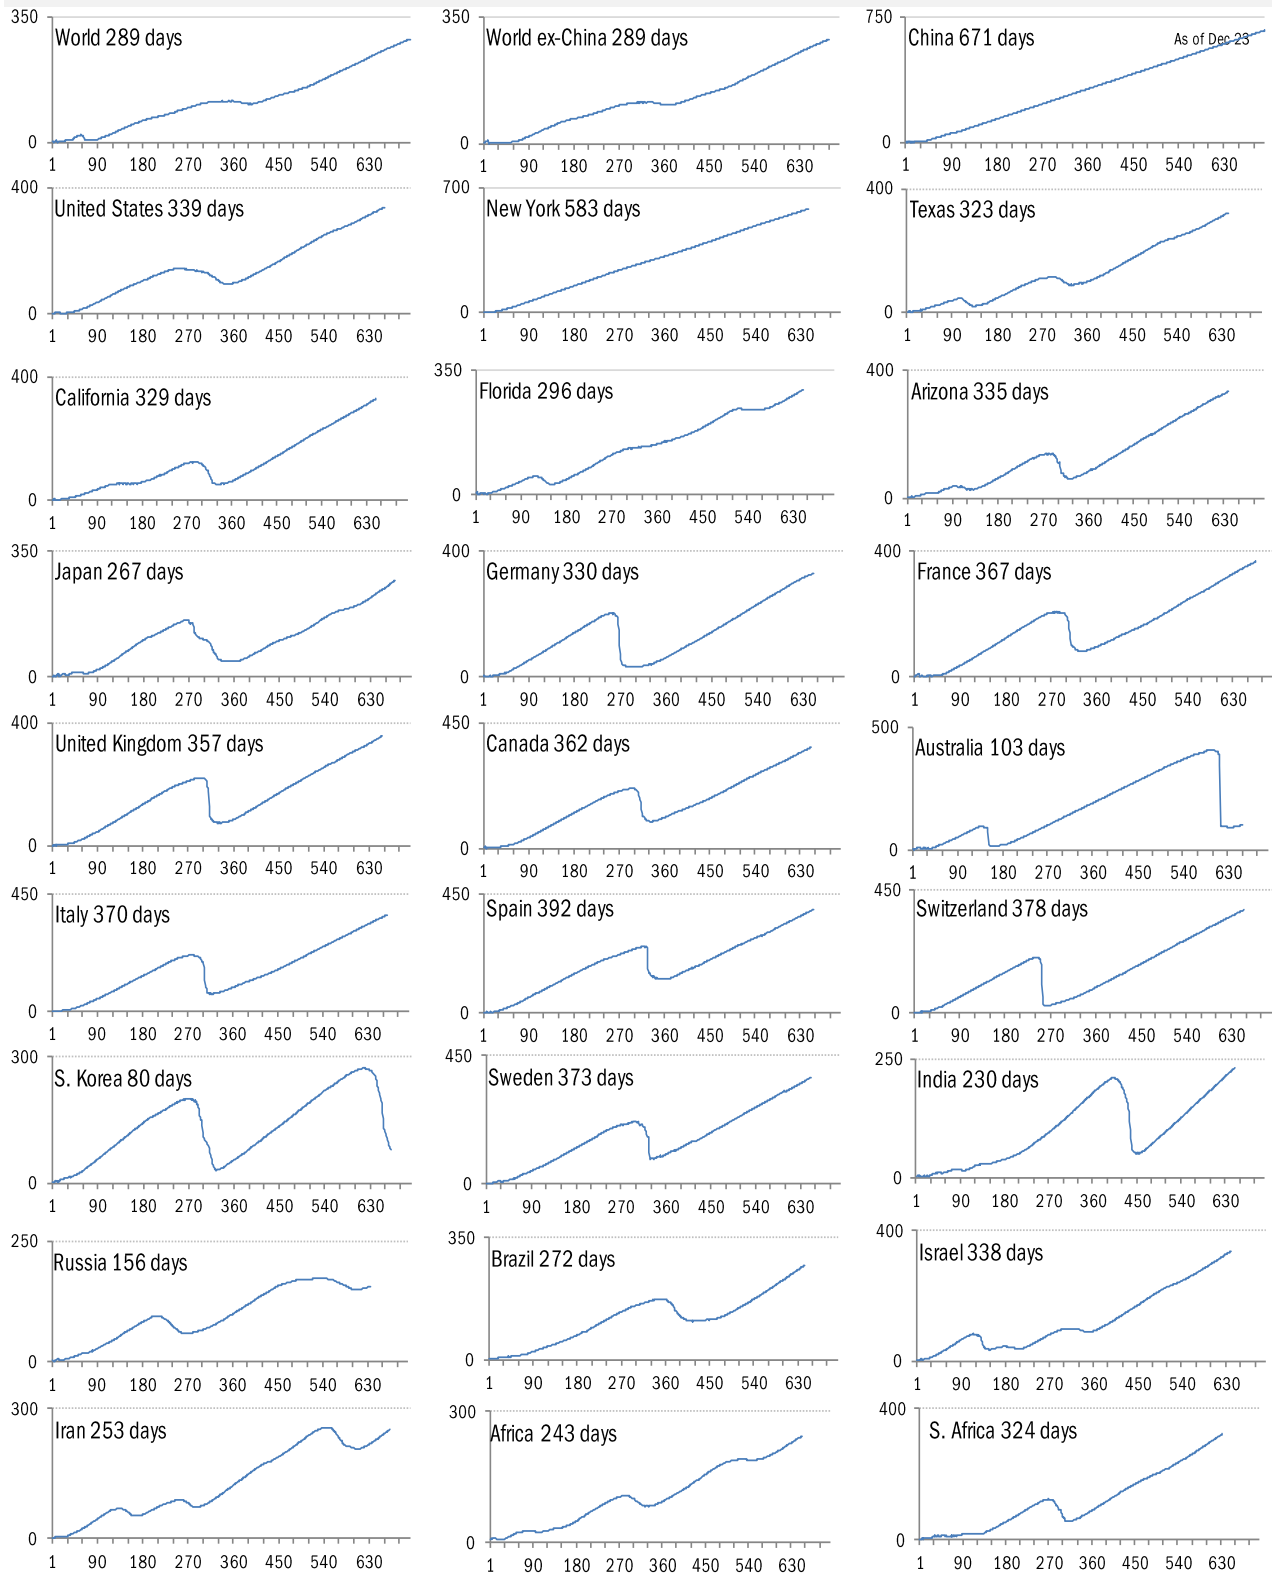 350
World 289 days
0
1 90 180 270 360 450 540 630
350
World ex-China 289 days
0
1 90 180 270 360 450 540 630
750
China 671 days
As of Dec 23
0
1 90 180 270 360 450 540 630
400
United States 339 days
0
1 90 180 270 360 450 540 630
700
New York 583 days
0
1 90 180 270 360 450 540 630
400
Texas 323 days
0
1 90 180 270 360 450 540 630
400
California 329 days
0
1 90 180 270 360 450 540 630
350
Florida 296 days
0
1 90 180 270 360 450 540 630
400
Arizona 335 days
0
1 90 180 270 360 450 540 630
350
Japan 267 days
0
1 90 180 270 360 450 540 630
400
Germany 330 days
0
1 90 180 270 360 450 540 630
400
France 367 days
0
1 90 180 270 360 450 540 630
400
United Kingdom 357 days
0
1 90 180 270 360 450 540 630
450
Canada 362 days
0
1 90 180 270 360 450 540 630
500
Australia 103 days
0
1 90 180 270 360 450 540 630
450
Italy 370 days
0
1 90 180 270 360 450 540 630
450
Spain 392 days
0
1 90 180 270 360 450 540 630
450
Switzerland 378 days
0
1 90 180 270 360 450 540 630
300
S. Korea 80 days
0
1 90 180 270 360 450 540 630
450
Sweden 373 days
0
1 90 180 270 360 450 540 630
250
India 230 days
0
1 90 180 270 360 450 540 630
250
Russia 156 days
0
1 90 180 270 360 450 540 630
350
Brazil 272 days
0
1 90 180 270 360 450 540 630
400
Israel 338 days
0
1 90 180 270 360 450 540 630
300
Iran 253 days
0
1 90 180 270 360 450 540 630
300
Africa 243 days
0
1 90 180 270 360 450 540 630
400
S. Africa 324 days
0
1 90 180 270 360 450 540 630